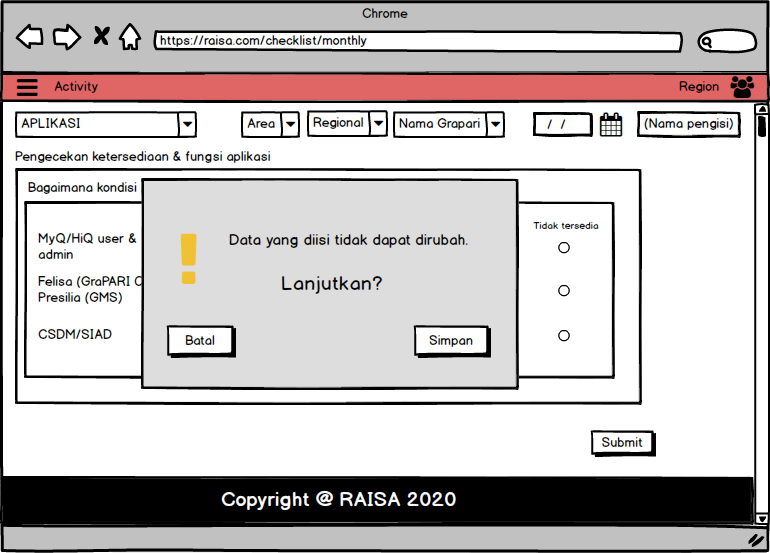 Chrome
https://raisa.com/checklist/monthly
Activity
Region
APLIKASI
Area
Regional
Nama Grapari
/ /
(Nama pengisi)
Pengecekan ketersediaan & fungsi aplikasi
Bagaimana kondisi
Tidak tersedia
MyQ/HiQ user &
admin
Felisa (GraPARI
Presilia (GMS)
CSDM/SIAD
Data yang diisi tidak dapat dirubah.
Lanjutkan?
Batal
Simpan
Submit
Copyright @ RAISA 2020